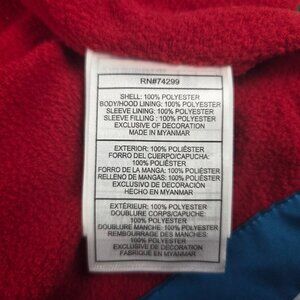 RN#74299
SHELL: 100% POLYESTER
BODY/HOOD LINING: 100% POLYESTER
SLEEVE LINING: 100% POLYESTER
SLEEVE FILLING: 100% POLYESTER
EXCLUSIVE OF DECORATION
MADE IN MYANMAR
EXTERIOR: 100% POLIÉSTER
FORRO DEL CUERPO/CAPUCHA:
100% POLIÉSTER
FORRO DE LA MANGA: 100% POLIÉSTER
RELLENO DE MANGAS: 100% POLIÉSTER
EXCLUSIVO DE DECORACIÓN
HECHO EN MYANMAR
EXTÉRIEUR: 100% POLYESTER
DOUBLURE CORPS/CAPUCHE:
100% POLYESTER
DOUBLURE MANCHE: 100% POLYESTER
REMBOURRAGE DES MANCHES:
100% POLYESTER
EXCLUSIVE DE DÉCORATION
FABRIQUÉ EN MYANMAR